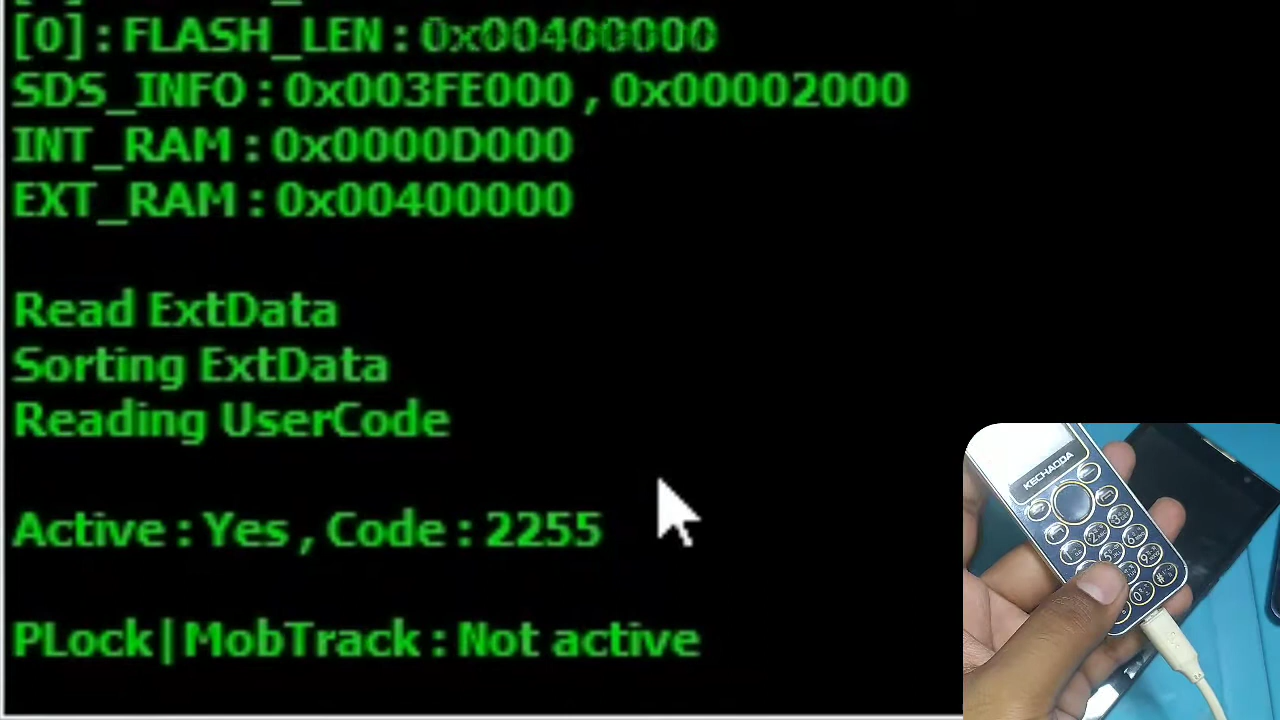 [0] : FLASH_LEN : 0x00400000
SDS_INFO : 0x003FE000 , 0x00002000
INT_RAM : 0x0000D000
EXT_RAM : 0x00400000
Read ExtData
Sorting ExtData
Reading UserCode
Active : Yes , Code : 2255
PLock|MobTrack : Not active
KECHAODA